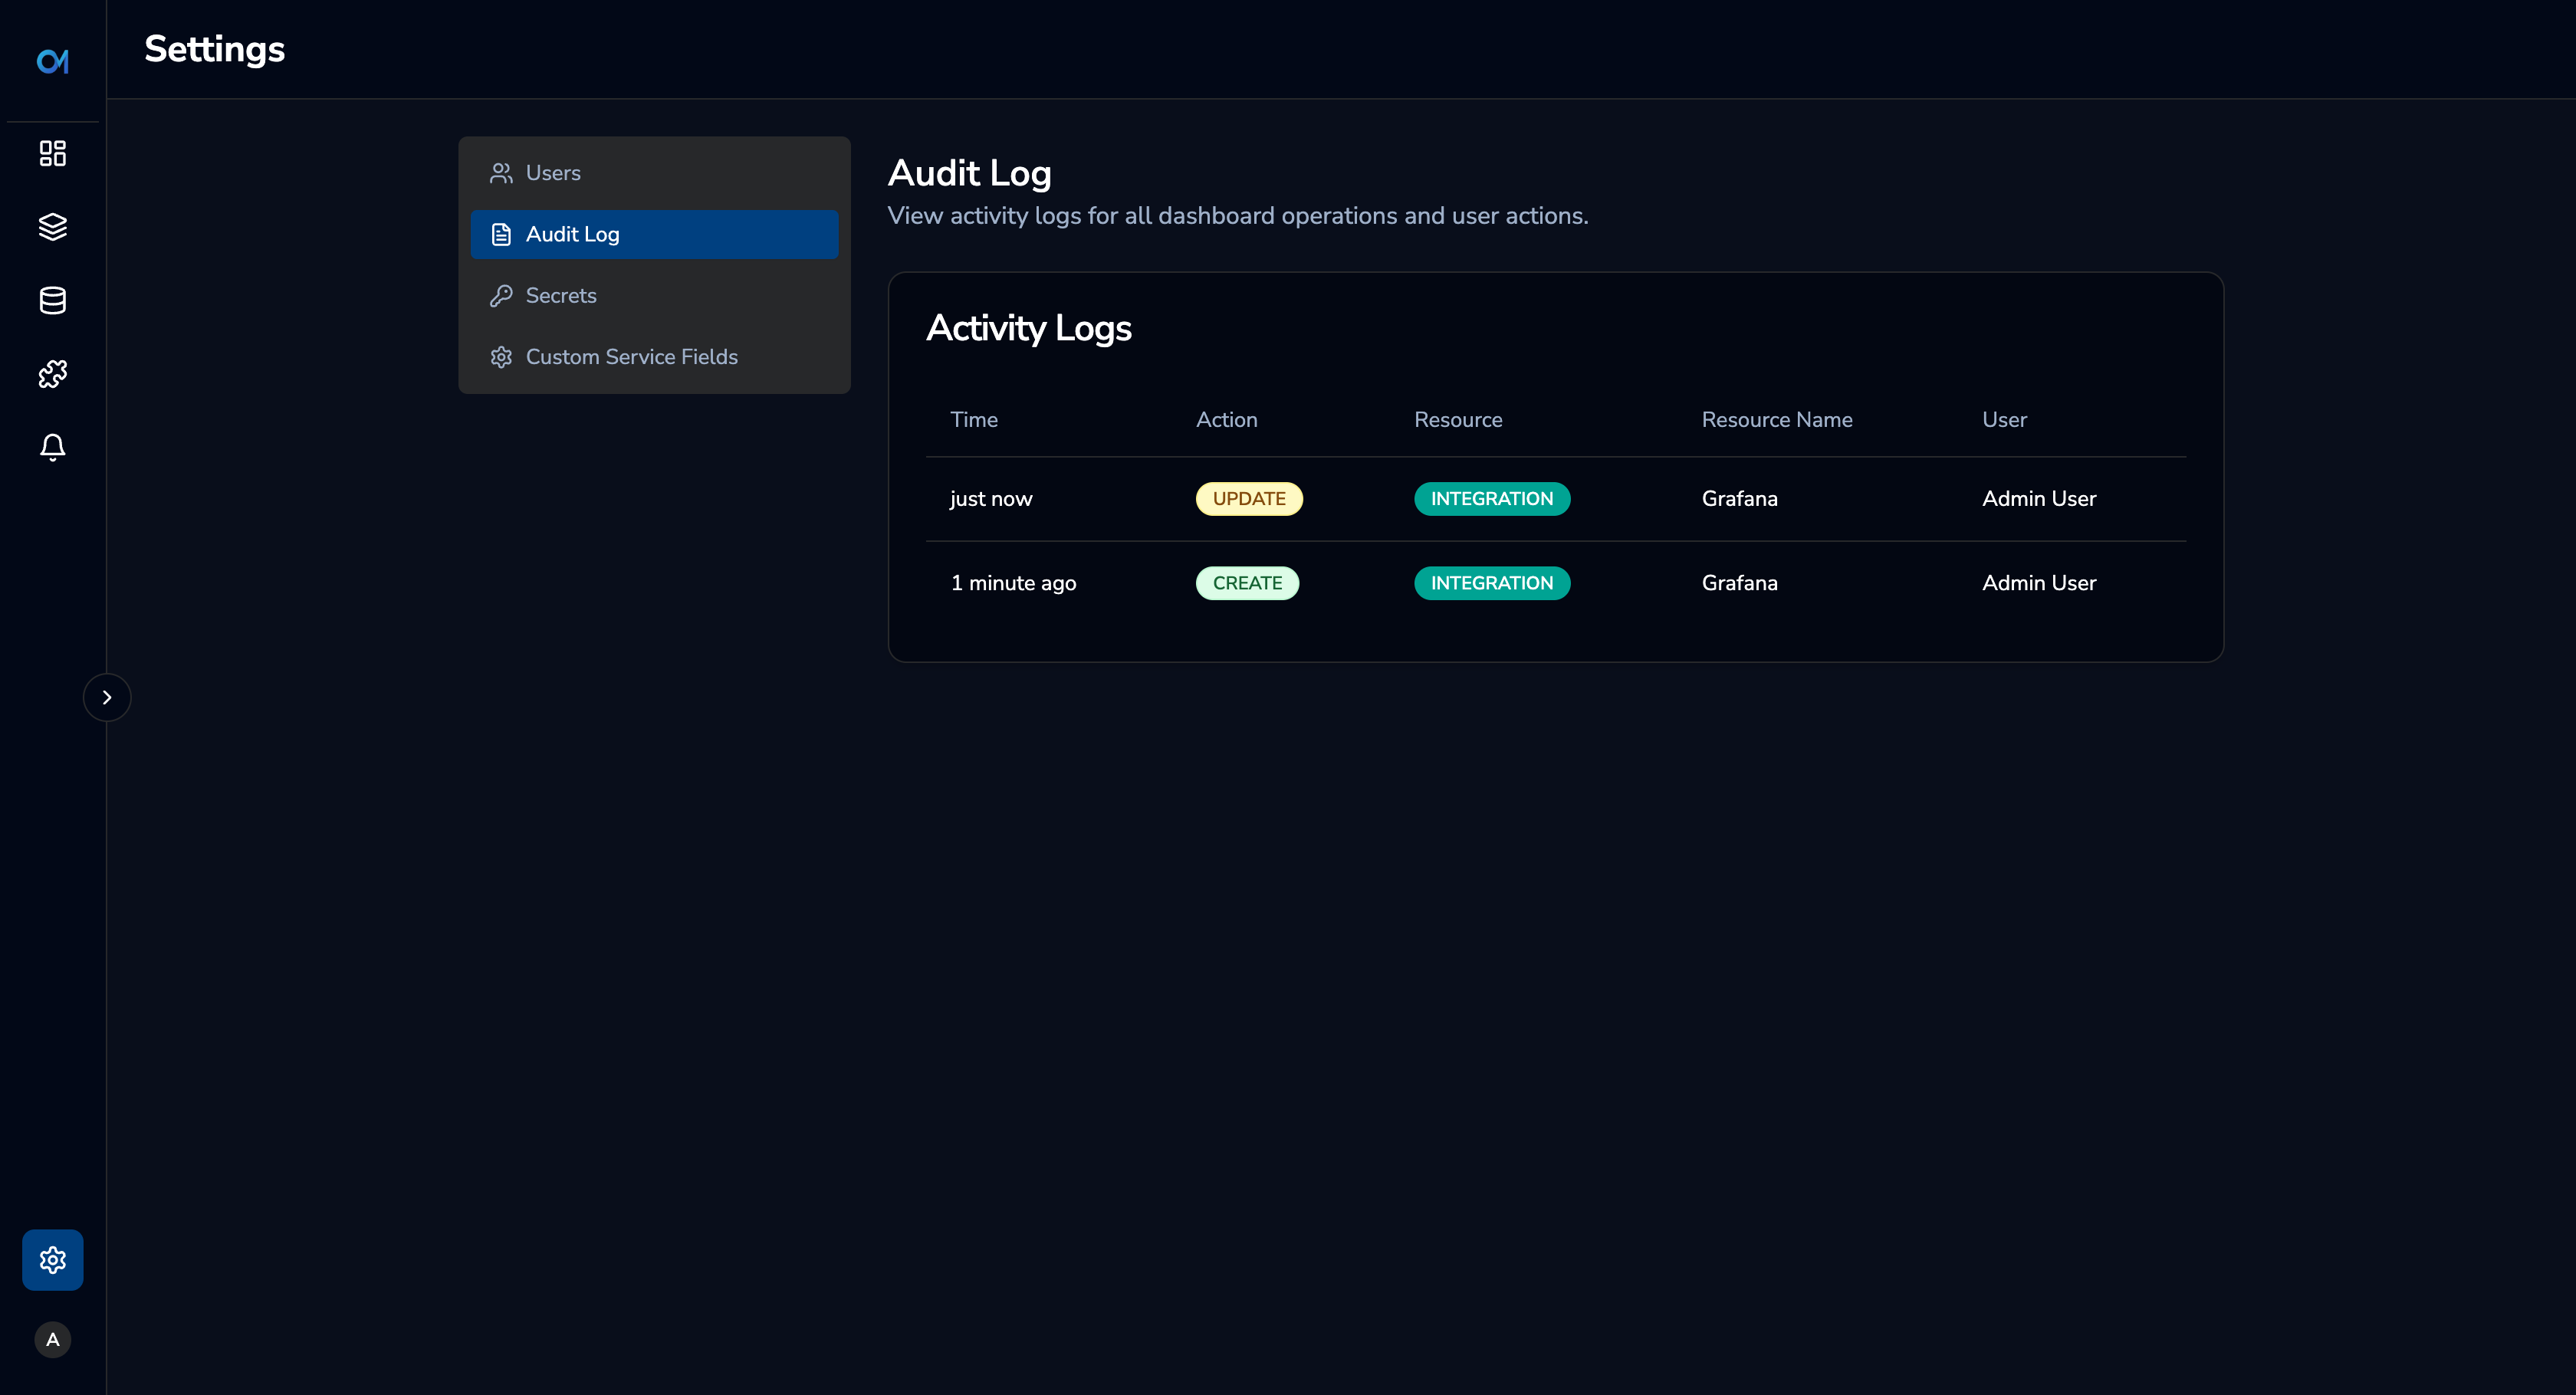 Settings
Users
Audit Log
Secrets
Custom Service Fields
Audit Log
View activity logs for all dashboard operations and user actions.
Activity Logs
Time Action Resource Resource Name User
just now UPDATE INTEGRATION Grafana Admin User
1 minute ago CREATE INTEGRATION Grafana Admin User
A